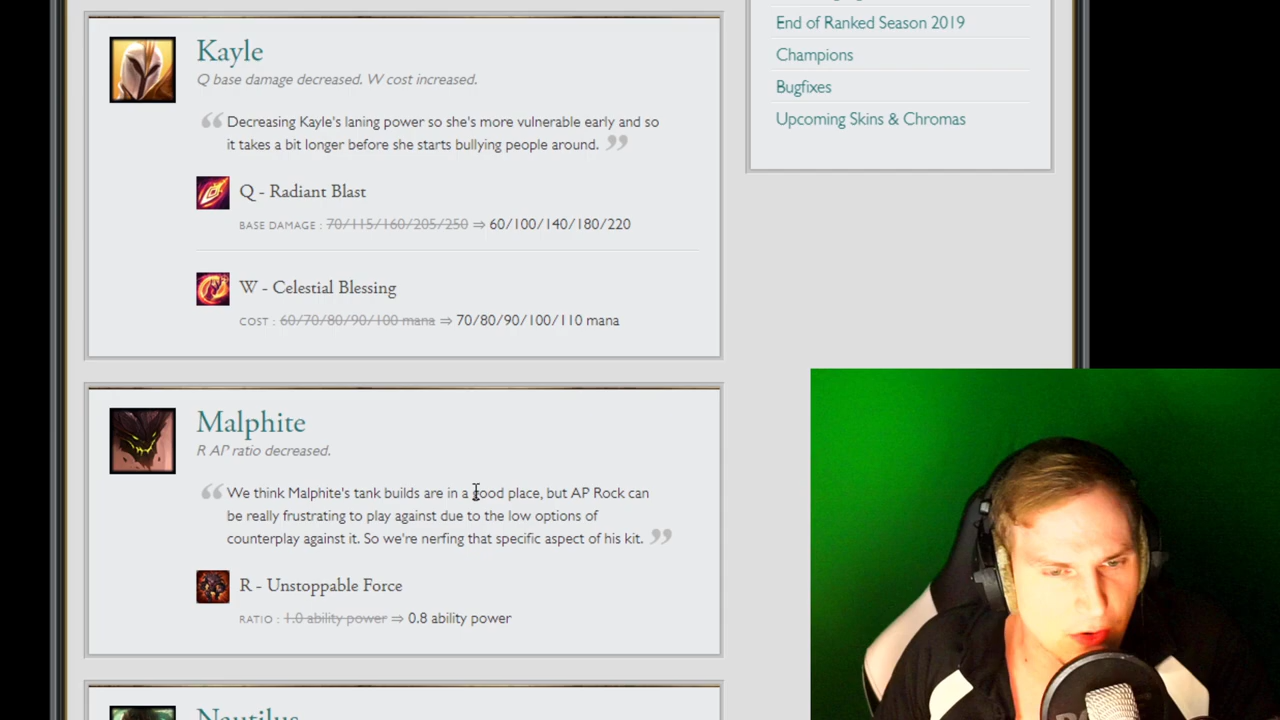 Kayle
Q base damage decreased. W cost increased.
Decreasing Kayle's laning power so she's more vulnerable early and so
it takes a bit longer before she starts bullying people around.
Q - Radiant Blast
BASE DAMAGE : 70/115/160/205/250 ⇒ 60/100/140/180/220
W - Celestial Blessing
COST : 60/70/80/90/100 mana ⇒ 70/80/90/100/110 mana
Malphite
R AP ratio decreased.
We think Malphite's tank builds are in a good place, but AP Rock can
be really frustrating to play against due to the low options of
counterplay against it. So we're nerfing that specific aspect of his kit.
R - Unstoppable Force
RATIO : 1.0 ability power ⇒ 0.8 ability power
Nautilus
End of Ranked Season 2019
Champions
Bugfixes
Upcoming Skins & Chromas